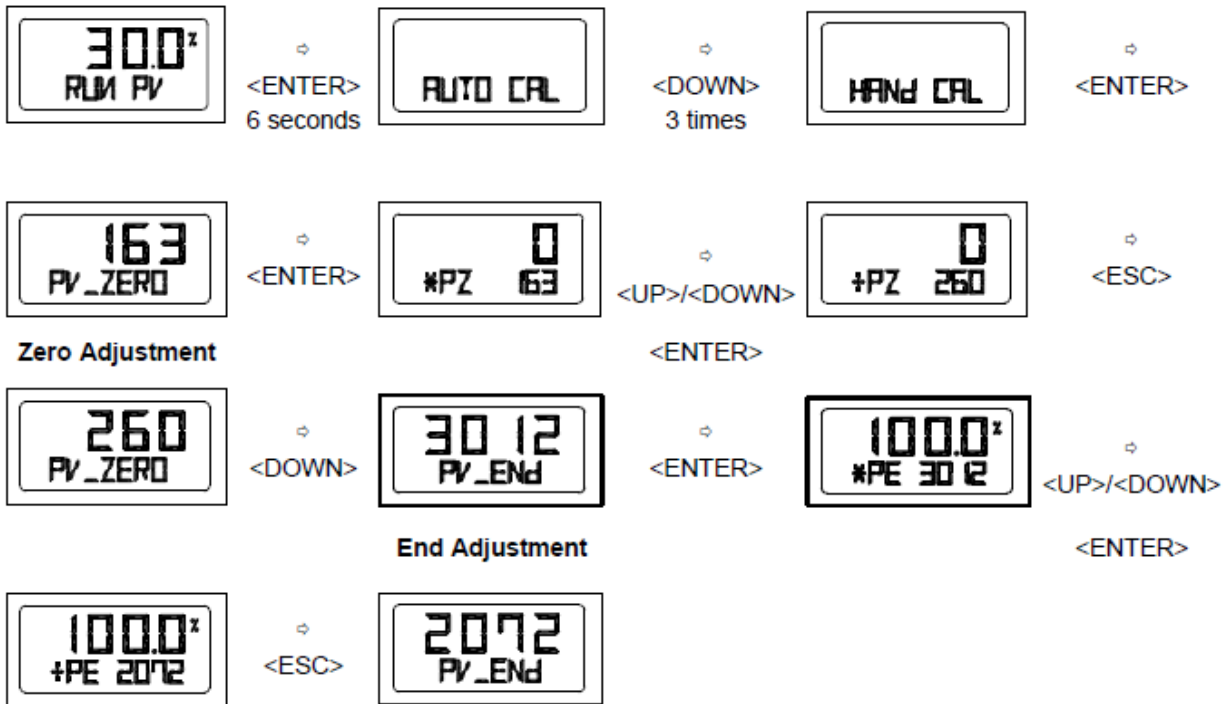 30.0%
RUN PV
⇨
<ENTER>
6 seconds
AUTO CAL
⇨
<DOWN>
3 times
HANd CAL
⇨
<ENTER>
163
PV_ZERO
⇨
<ENTER>
0
*PZ 163
⇨
<UP>/<DOWN>
<ENTER>
0
+PZ 260
⇨
<ESC>
Zero Adjustment
260
PV_ZERO
⇨
<DOWN>
3012
PV_ENd
⇨
<ENTER>
100.0%
*PE 3012
⇨
<UP>/<DOWN>
<ENTER>
End Adjustment
100.0%
+PE 2072
⇨
<ESC>
2072
PV_ENd